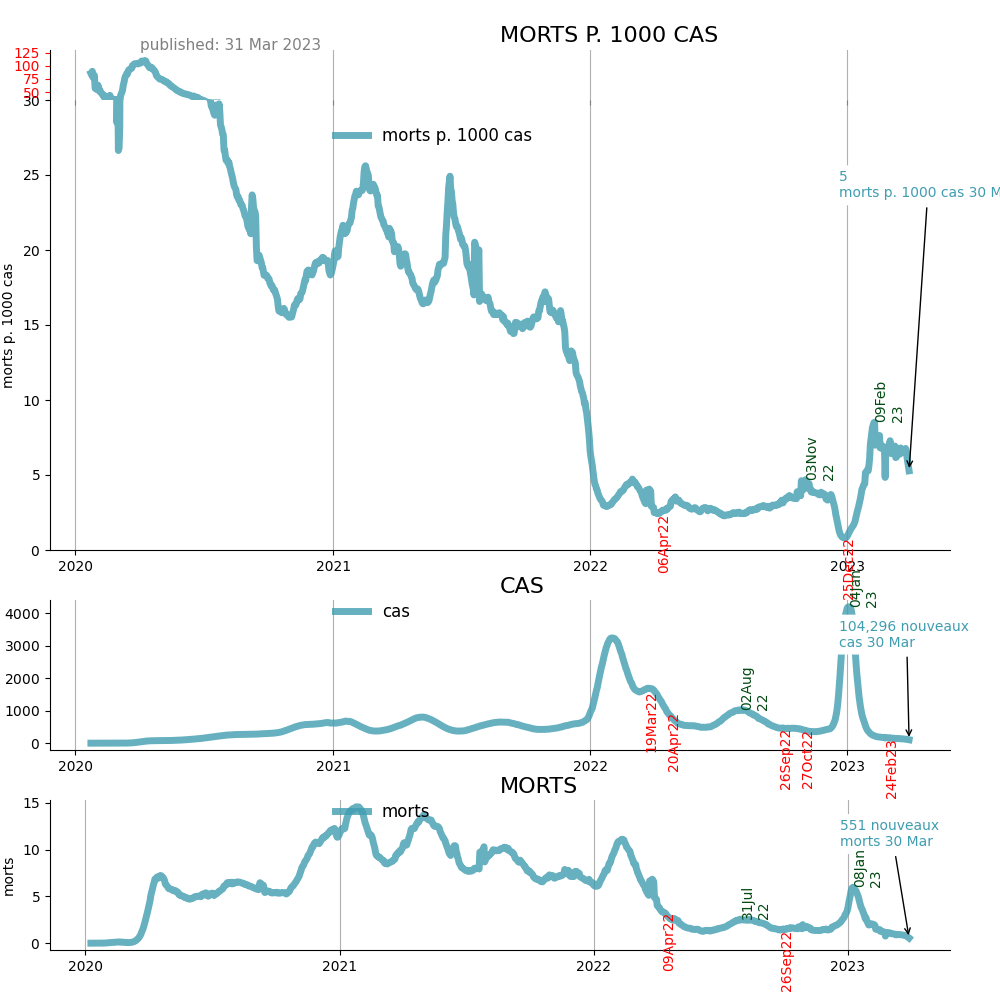 MORTS P. 1000 CAS
published: 31 Mar 2023
125
100
75
50
30
25
20
15
10
5
0
morts p. 1000 cas
morts p. 1000 cas
5
morts p. 1000 cas 30 M
09Feb
23
03Nov
22
06Apr22
25Dec22
2020
2021
2022
2023
CAS
04Jan
23
4000
3000
2000
1000
0
cas
104,296 nouveaux
cas 30 Mar
02Aug
22
19Mar22
20Apr22
26Sep22
27Oct22
24Feb23
2020
2021
2022
2023
MORTS
15
10
5
0
morts
morts
551 nouveaux
morts 30 Mar
08Jan
23
31Jul
22
09Apr22
26Sep22
2020
2021
2022
2023